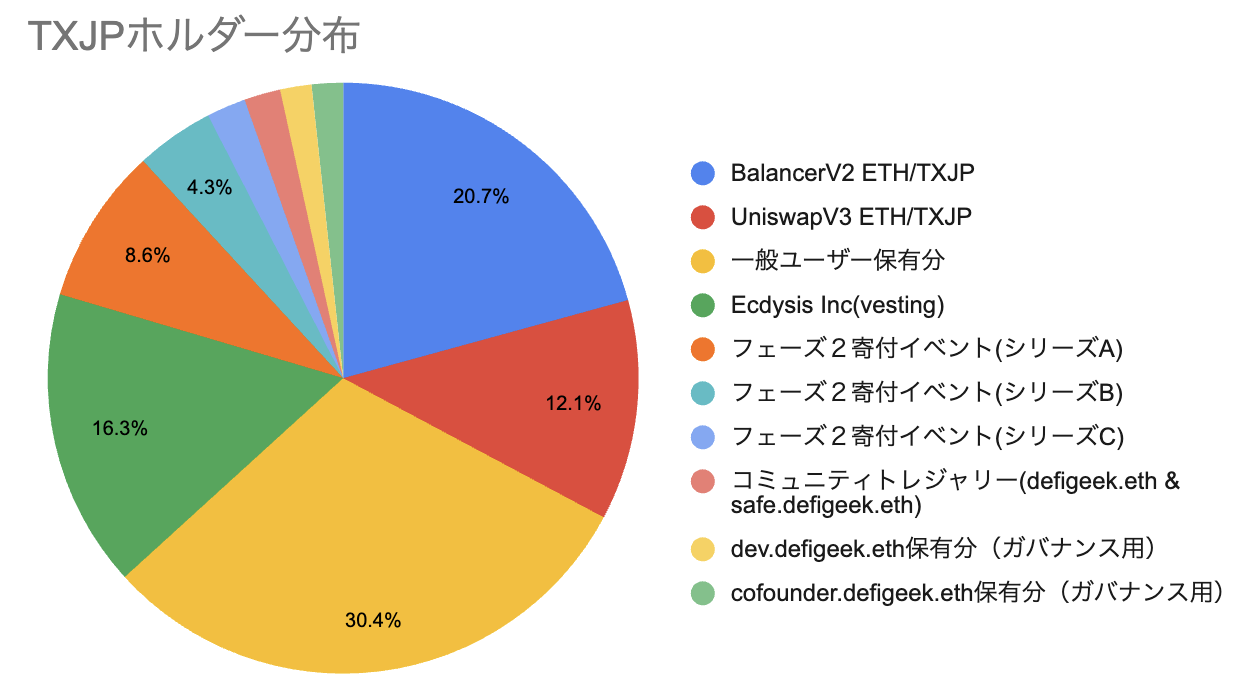 TXJPホルダー分布
20.7%
12.1%
30.4%
16.3%
8.6%
4.3%
BalancerV2 ETH/TXJP
UniswapV3 ETH/TXJP
一般ユーザー保有分
Ecdysis Inc(vesting)
フェーズ２寄付イベント(シリーズA)
フェーズ２寄付イベント(シリーズB)
フェーズ２寄付イベント(シリーズC)
コミュニティトレジャリー(defigeek.eth &
safe.defigeek.eth)
dev.defigeek.eth保有分（ガバナンス用）
cofounder.defigeek.eth保有分（ガバナンス用）